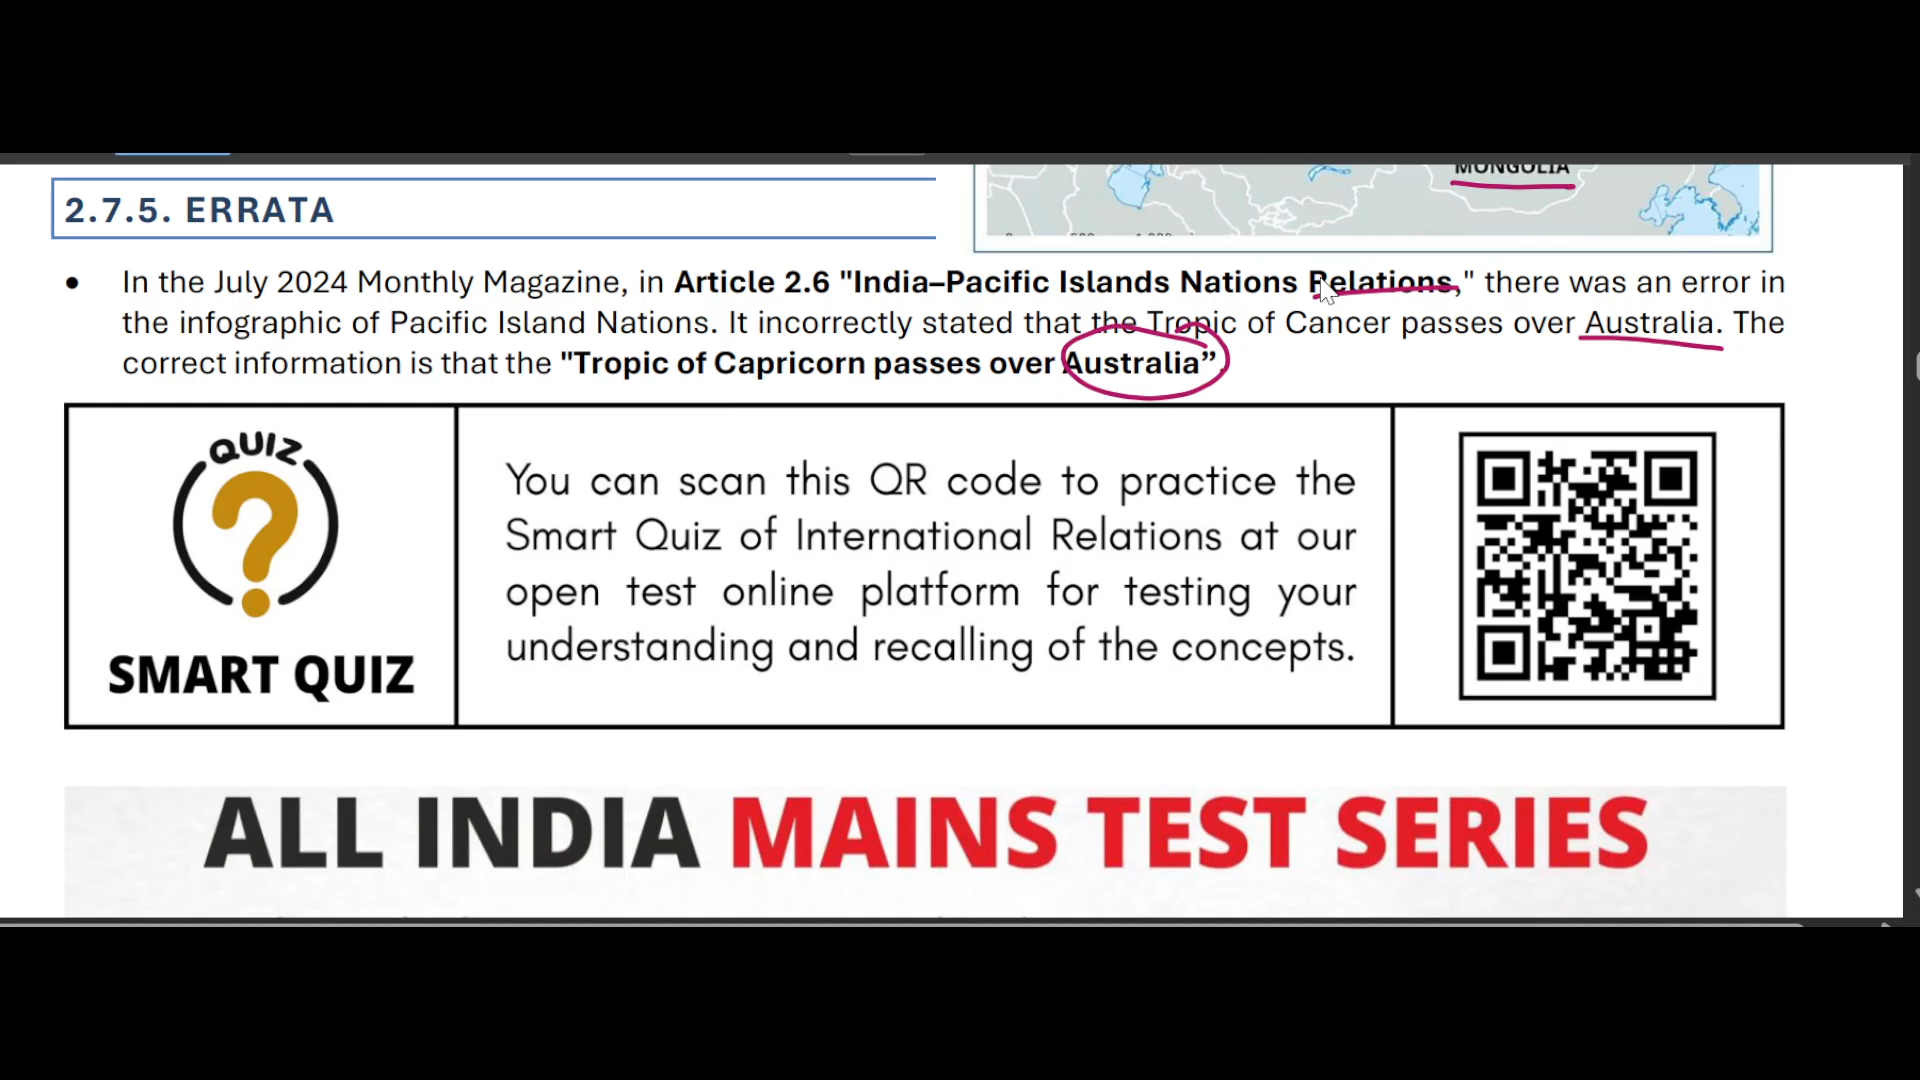 MONGOLIA
2.7.5. ERRATA
• In the July 2024 Monthly Magazine, in Article 2.6 "India–Pacific Islands Nations Relations," there was an error in
the infographic of Pacific Island Nations. It incorrectly stated that the Tropic of Cancer passes over Australia. The
correct information is that the "Tropic of Capricorn passes over Australia”.
QUIZ
?
SMART QUIZ
You can scan this QR code to practice the
Smart Quiz of International Relations at our
open test online platform for testing your
understanding and recalling of the concepts.
ALL INDIA MAINS TEST SERIES